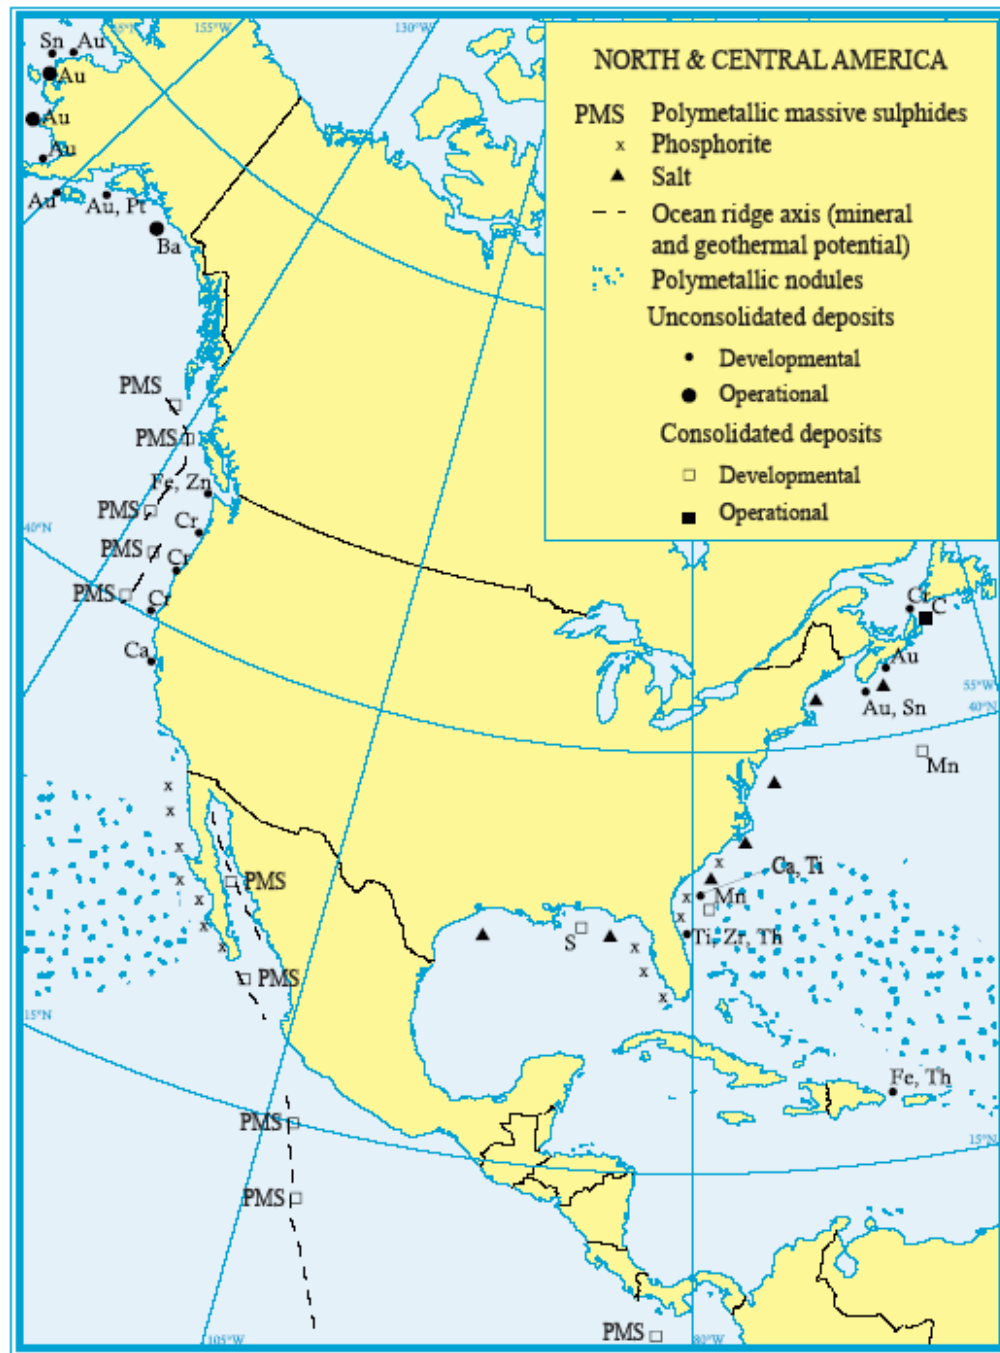 155°W
130°W
Sn
Au
Au
Au
Au
Au
Au, Pt
Ba
NORTH & CENTRAL AMERICA
PMS Polymetallic massive sulphides
x Phosphorite
Salt
Ocean ridge axis (mineral
and geothermal potential)
Polymetallic nodules
Unconsolidated deposits
Developmental
Operational
Consolidated deposits
Developmental
Operational
PMS
PMS
Fe, Zn
PMS
Cr
40°N
PMS
Cr
PMS
Cr
Ca
Cr
C
Au
55°W
Au, Sn
40°N
Mn
Ca, Ti
PMS
Mn
S
Ti, Zr, Th
PMS
15°N
Fe, Th
PMS
15°N
PMS
105°W
PMS
80°W